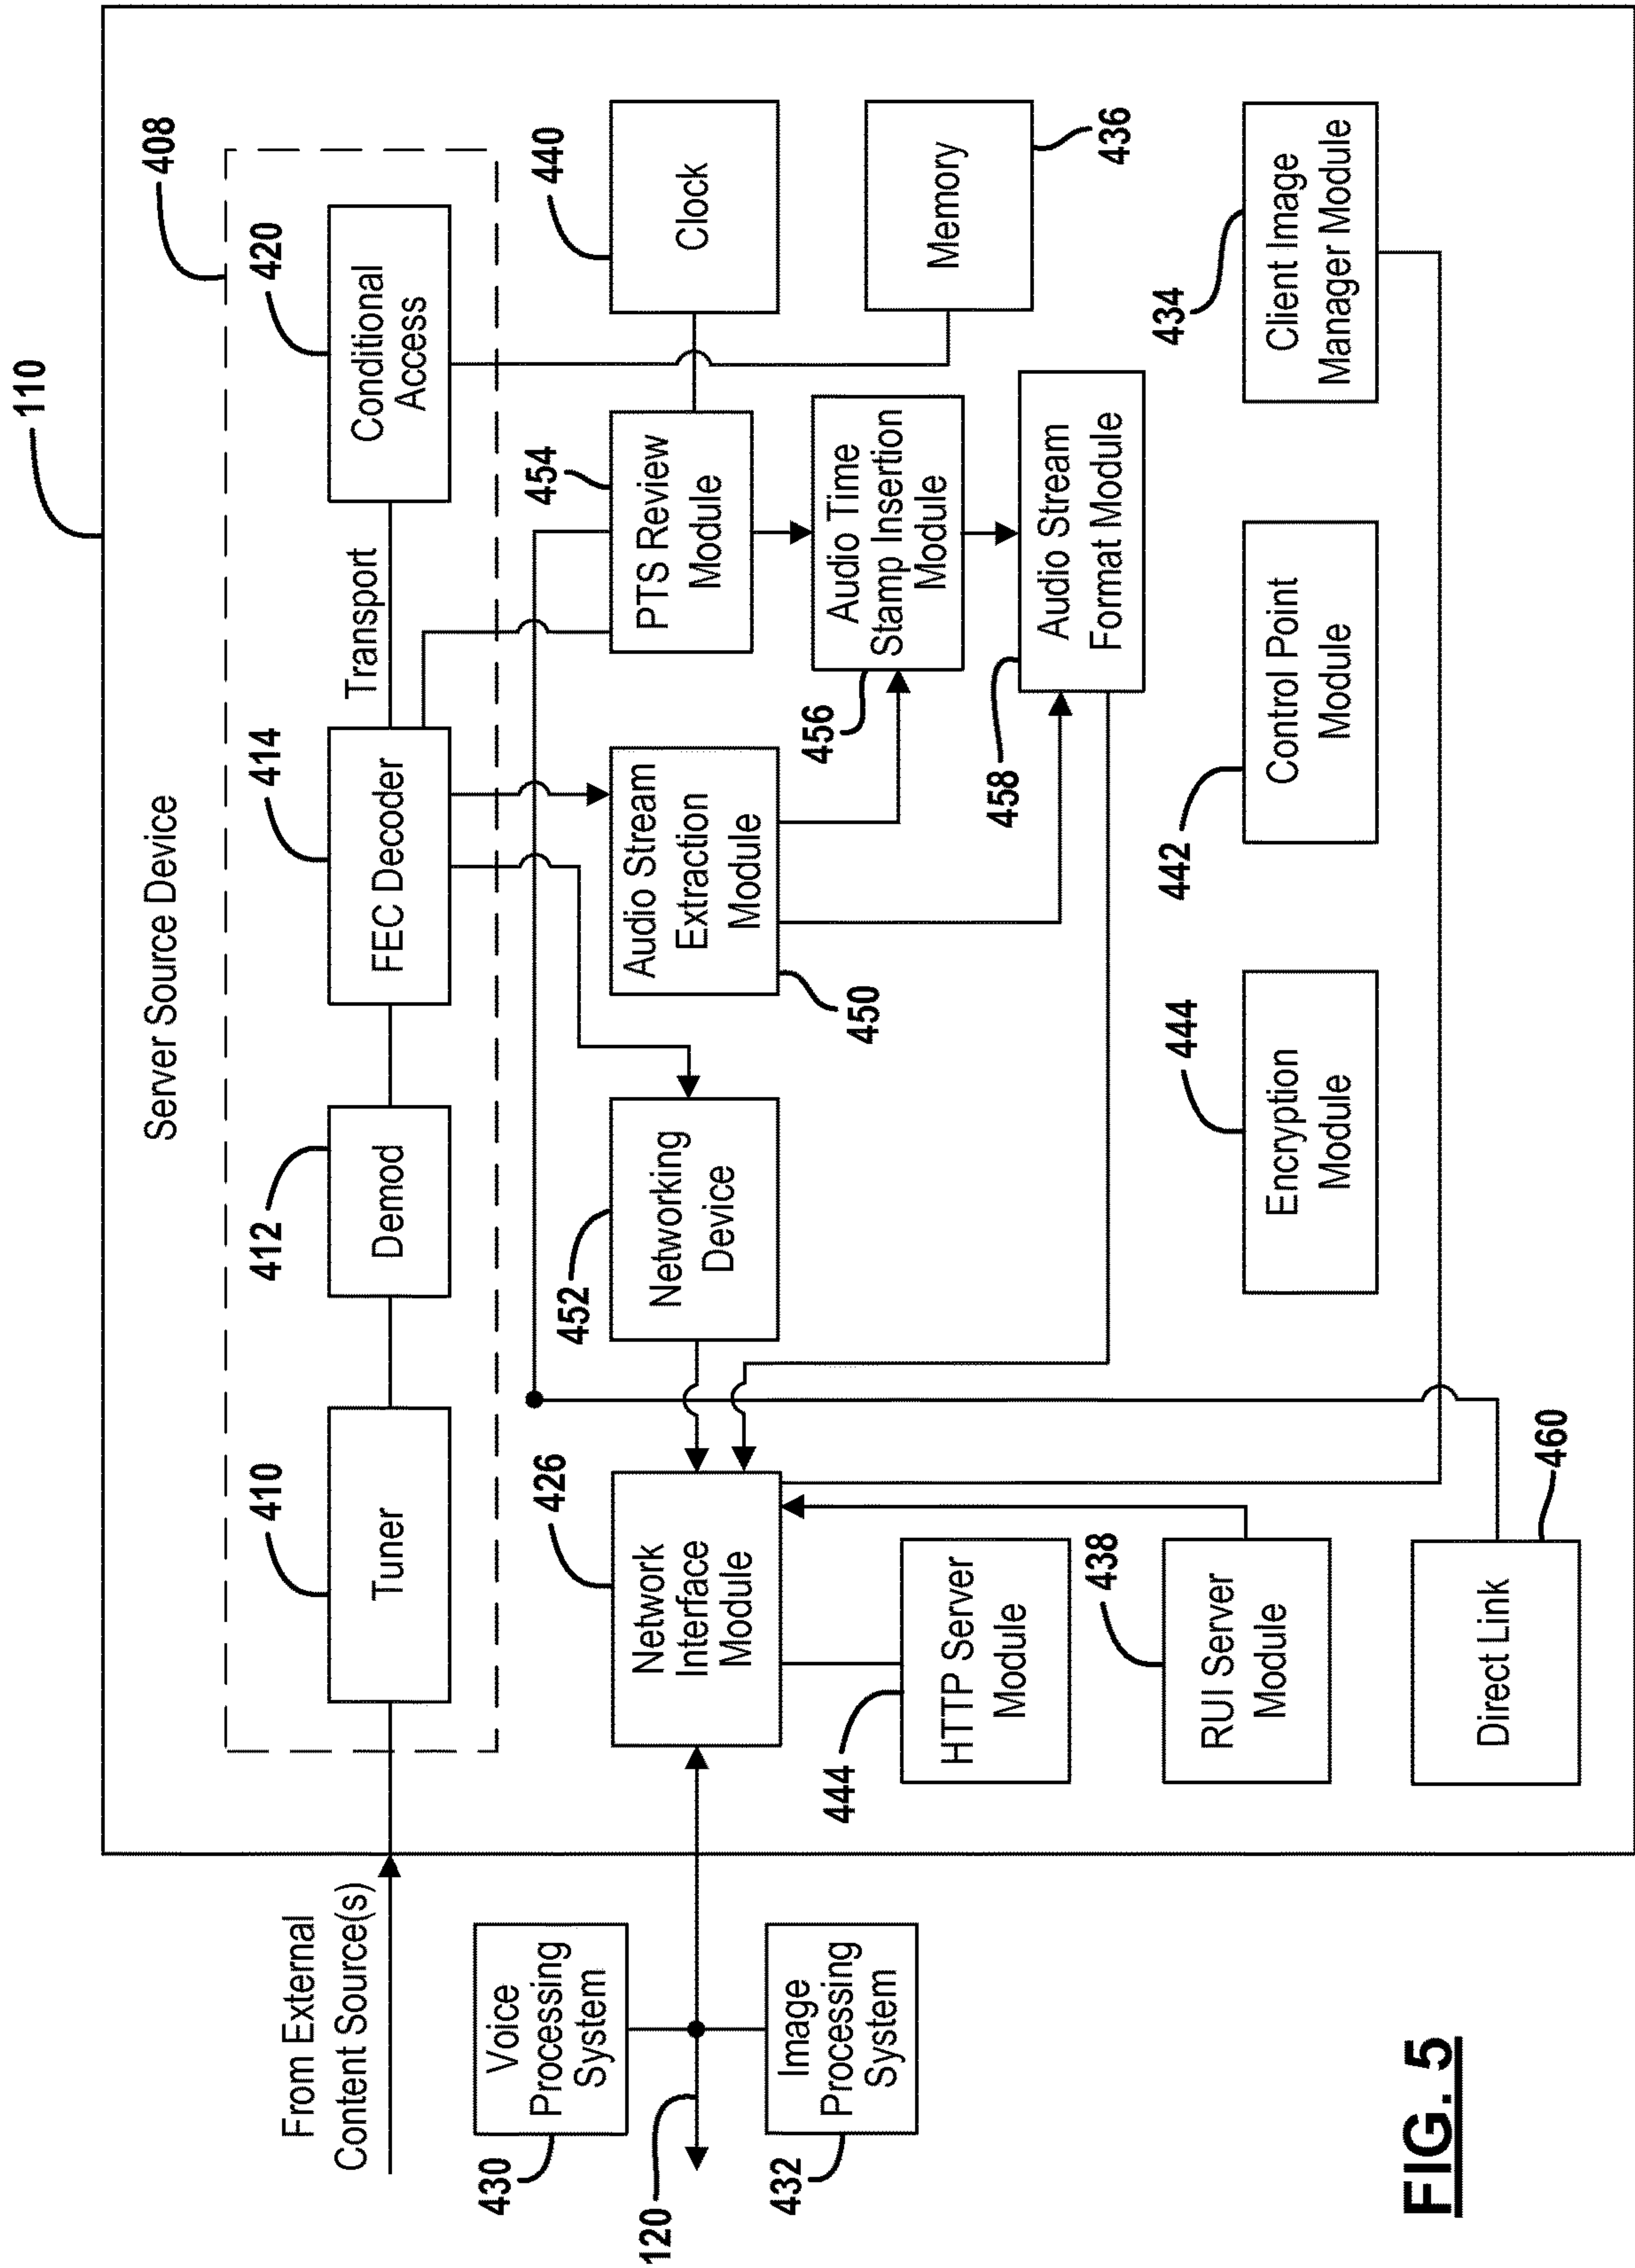 110
Server Source Device
408
410
Tuner
412
Demod
414
FEC Decoder
Transport
420
Conditional
Access
From External
Content Source(s)
430
Voice
Processing
System
120
432
Image
Processing
System
426
Network
Interface
Module
452
Networking
Device
450
Audio Stream
Extraction
Module
454
PTS Review
Module
440
Clock
456
Audio Time
Stamp Insertion
Module
436
Memory
458
Audio Stream
Format Module
444
HTTP Server
Module
438
RUI Server
Module
460
Direct Link
444
Encryption
Module
442
Control Point
Module
434
Client Image
Manager Module
FIG. 5